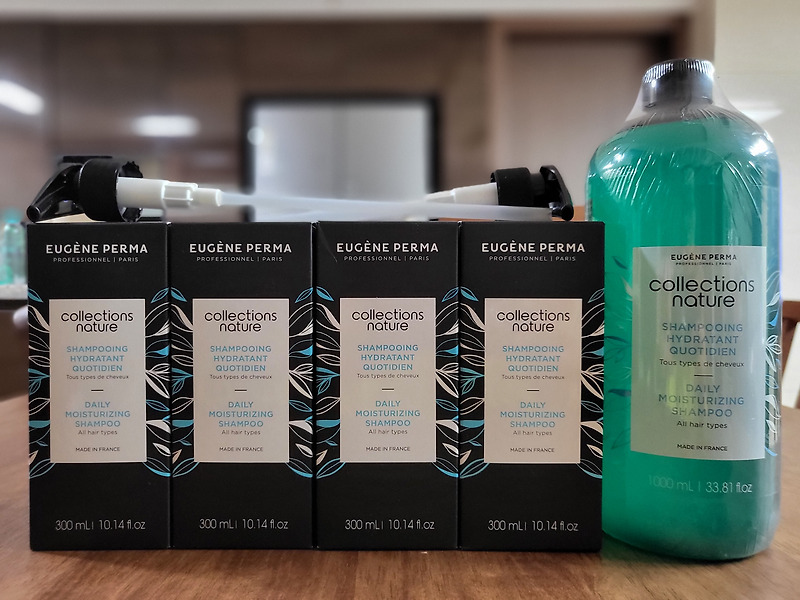 EUGÈNE PERMA
PROFESSIONNEL | PARIS
collections
nature
SHAMPOOING
HYDRATANT
QUOTIDIEN
Tous types de cheveux
DAILY
MOISTURIZING
SHAMPOO
All hair types
MADE IN FRANCE
300 mL | 10.14 fl.oz
EUGÈNE PERMA
PROFESSIONNEL | PARIS
collections
nature
SHAMPOOING
HYDRATANT
QUOTIDIEN
Tous types de cheveux
DAILY
MOISTURIZING
SHAMPOO
All hair types
MADE IN FRANCE
300 mL | 10.14 fl.oz
EUGÈNE PERMA
PROFESSIONNEL | PARIS
collections
nature
SHAMPOOING
HYDRATANT
QUOTIDIEN
Tous types de cheveux
DAILY
MOISTURIZING
SHAMPOO
All hair types
MADE IN FRANCE
300 mL | 10.14 fl.oz
EUGÈNE PERMA
PROFESSIONNEL | PARIS
collections
nature
SHAMPOOING
HYDRATANT
QUOTIDIEN
Tous types de cheveux
DAILY
MOISTURIZING
SHAMPOO
All hair types
MADE IN FRANCE
300 mL | 10.14 fl.oz
EUGÈNE PERMA
PROFESSIONNEL | PARIS
collections
nature
SHAMPOOING
HYDRATANT
QUOTIDIEN
Tous types de cheveux
DAILY
MOISTURIZING
SHAMPOO
All hair types
MADE IN FRANCE
1000 mL | 33.81 fl.oz